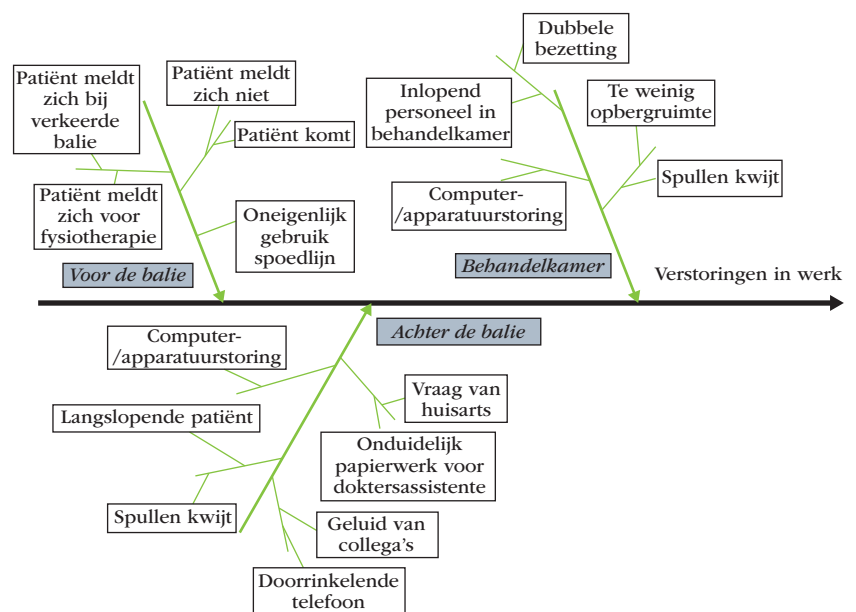 Dubbele
bezetting
Patiënt meldt
zich bij
verkeerde
balie
Patiënt meldt
zich niet
Inlopend
personeel in
behandelkamer
Te weinig
opbergruimte
Patiënt komt
Patiënt meldt
zich voor
fysiotherapie
Oneigenlijk
gebruik
spoedlijn
Computer-
/apparatuurstoring
Spullen kwijt
Voor de balie
Behandelkamer
Verstoringen in werk
Achter de balie
Computer-
/apparatuurstoring
Vraag van
huisarts
Langslopende patiënt
Onduidelijk
papierwerk voor
doktersassistente
Spullen kwijt
Geluid van
collega's
Doorrinkelende
telefoon